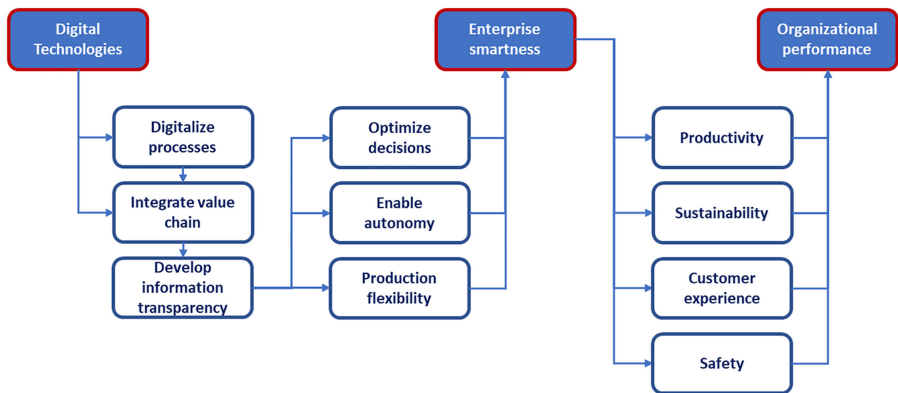 Digital
Technologies
Enterprise
smartness
Organizational
performance
Digitalize
processes
Optimize
decisions
Productivity
Integrate value
chain
Enable
autonomy
Sustainability
Develop
information
transparency
Production
flexibility
Customer
experience
Safety